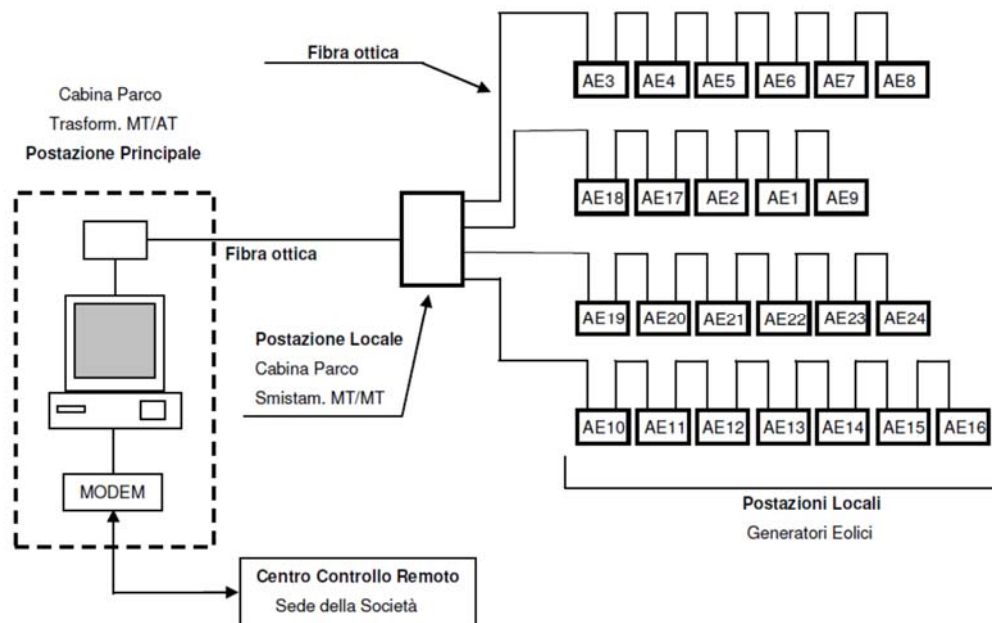 Fibra ottica
AE3 AE4 AE5 AE6 AE7 AE8
Cabina Parco
Trasform. MT/AT
Postazione Principale
AE18 AE17 AE2 AE1 AE9
Fibra ottica
AE19 AE20 AE21 AE22 AE23 AE24
Postazione Locale
Cabina Parco
Smistam. MT/MT
AE10 AE11 AE12 AE13 AE14 AE15 AE16
MODEM
Postazioni Locali
Generatori Eolici
Centro Controllo Remoto
Sede della Società